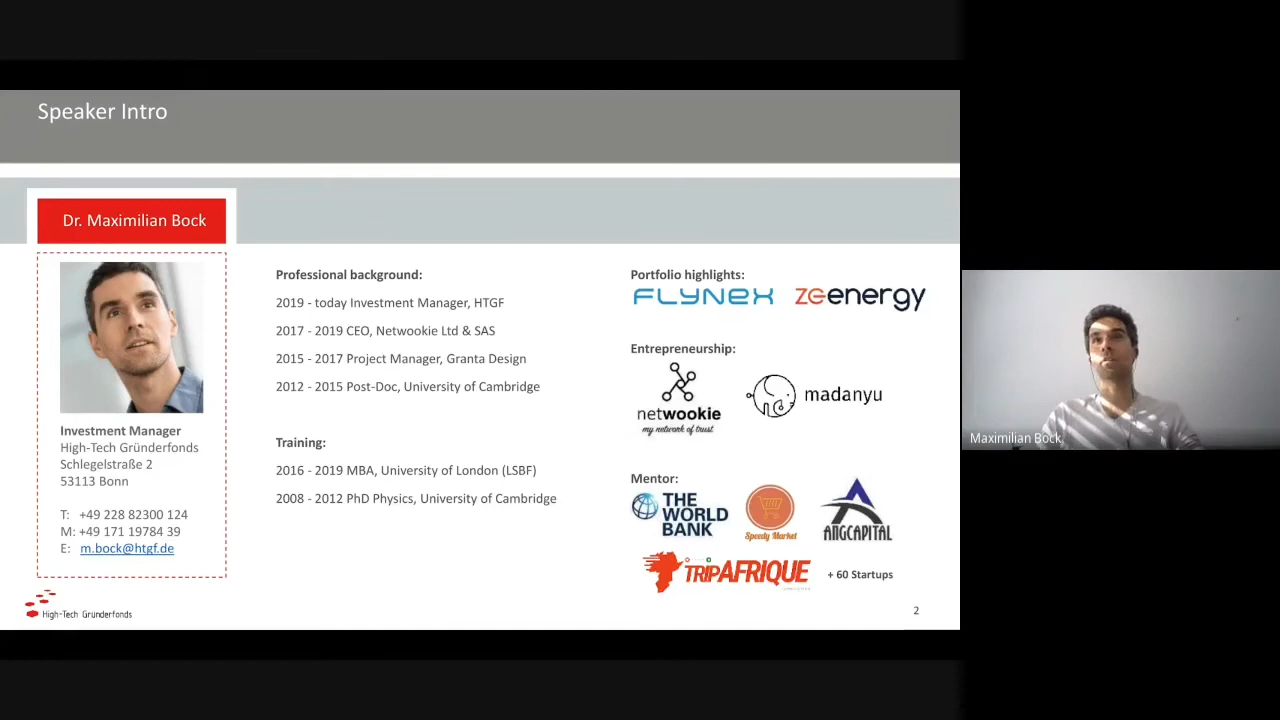 Speaker Intro
Dr. Maximilian Bock
Investment Manager
High-Tech Gründerfonds
Schlegelstraße 2
53113 Bonn
T: +49 228 82300 124
M: +49 171 19784 39
E: m.bock@htgf.de
High-Tech Gründerfonds
Professional background:
2019 - today Investment Manager, HTGF
2017 - 2019 CEO, Netwookie Ltd & SAS
2015 - 2017 Project Manager, Granta Design
2012 - 2015 Post-Doc, University of Cambridge
Training:
2016 - 2019 MBA, University of London (LSBF)
2008 - 2012 PhD Physics, University of Cambridge
Portfolio highlights:
FLYNEX zeenergy
Entrepreneurship:
netwookie
my network of trust
madanyu
Mentor:
THE
WORLD
BANK
Speedy Market
ANGCAPITAL
TRIPAFRIQUE
+ 60 Startups
2
Maximilian Bock